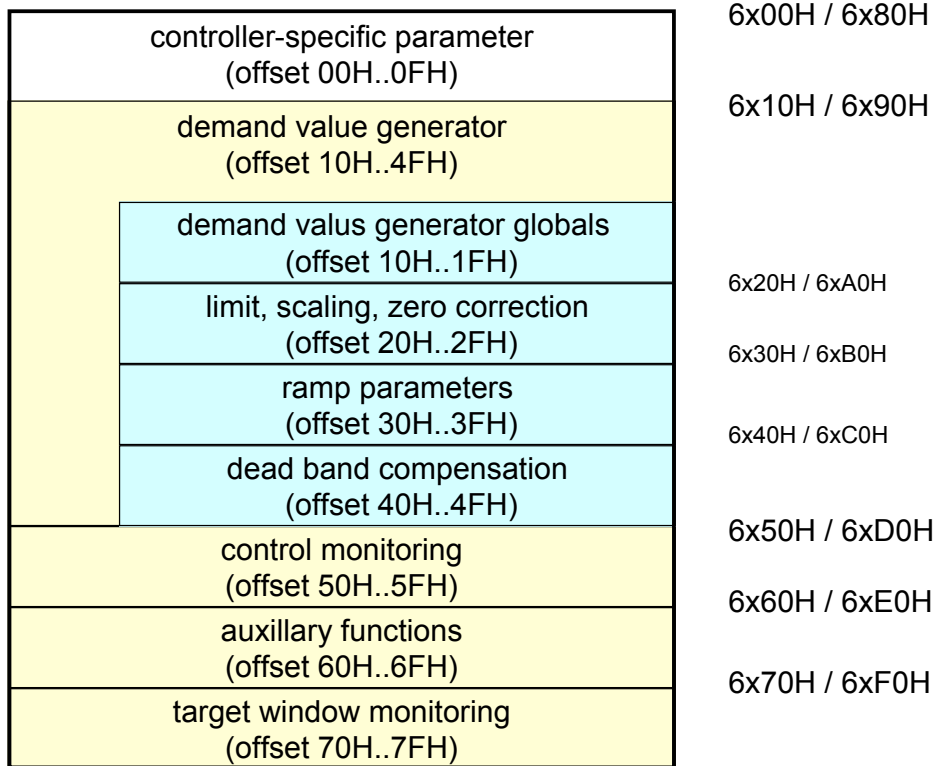 controller-specific parameter
(offset 00H..0FH)
6x00H / 6x80H
demand value generator
(offset 10H..4FH)
6x10H / 6x90H
demand valus generator globals
(offset 10H..1FH)
limit, scaling, zero correction
(offset 20H..2FH)
6x20H / 6xA0H
ramp parameters
(offset 30H..3FH)
6x30H / 6xB0H
dead band compensation
(offset 40H..4FH)
6x40H / 6xC0H
control monitoring
(offset 50H..5FH)
6x50H / 6xD0H
auxillary functions
(offset 60H..6FH)
6x60H / 6xE0H
target window monitoring
(offset 70H..7FH)
6x70H / 6xF0H